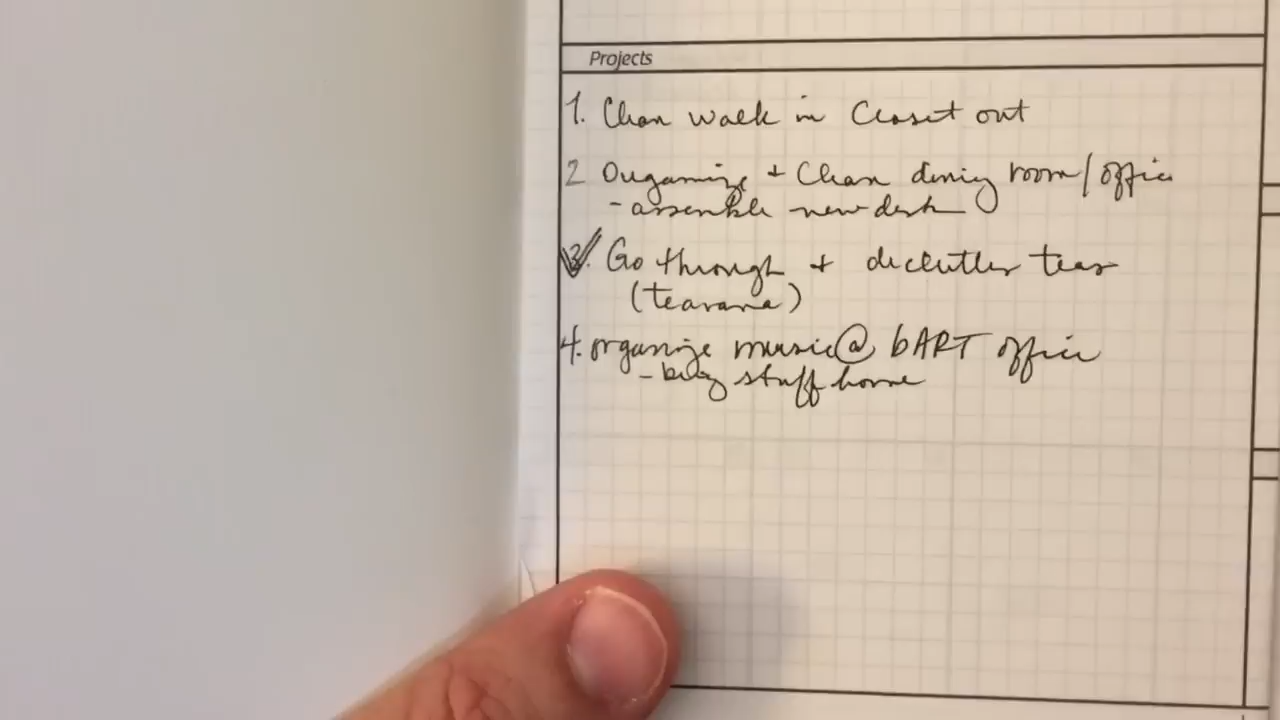 Projects
1. Clean walk in Closet out
2 Organize + Clean dining room/office
- assemble new desk
3. Go through + declutter teas
(teavana)
4. organize music @ BART office
- bring stuff home